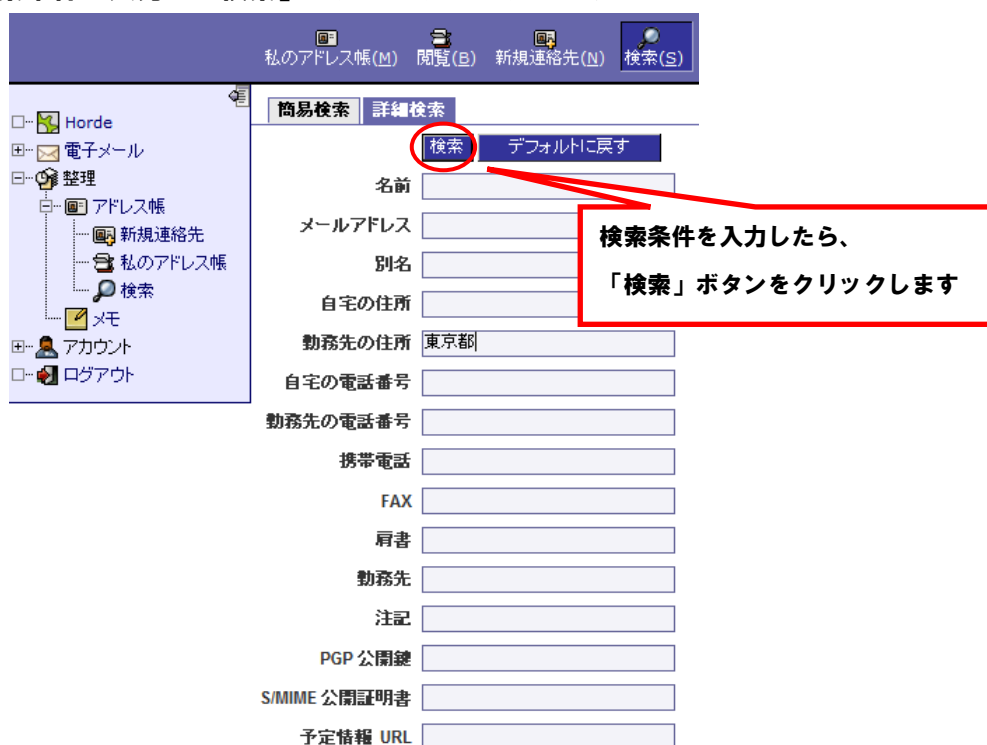 私のアドレス帳(M) 閲覧(B) 新規連絡先(N) 検索(S)
Horde
電子メール
整理
アドレス帳
新規連絡先
私のアドレス帳
検索
メモ
アカウント
ログアウト
簡易検索 詳細検索
検索 デフォルトに戻す
名前
メールアドレス
別名
自宅の住所
勤務先の住所 東京都
自宅の電話番号
勤務先の電話番号
携帯電話
FAX
肩書
勤務先
注記
PGP 公開鍵
S/MIME 公開証明書
予定情報 URL
検索条件を入力したら、
「検索」ボタンをクリックします